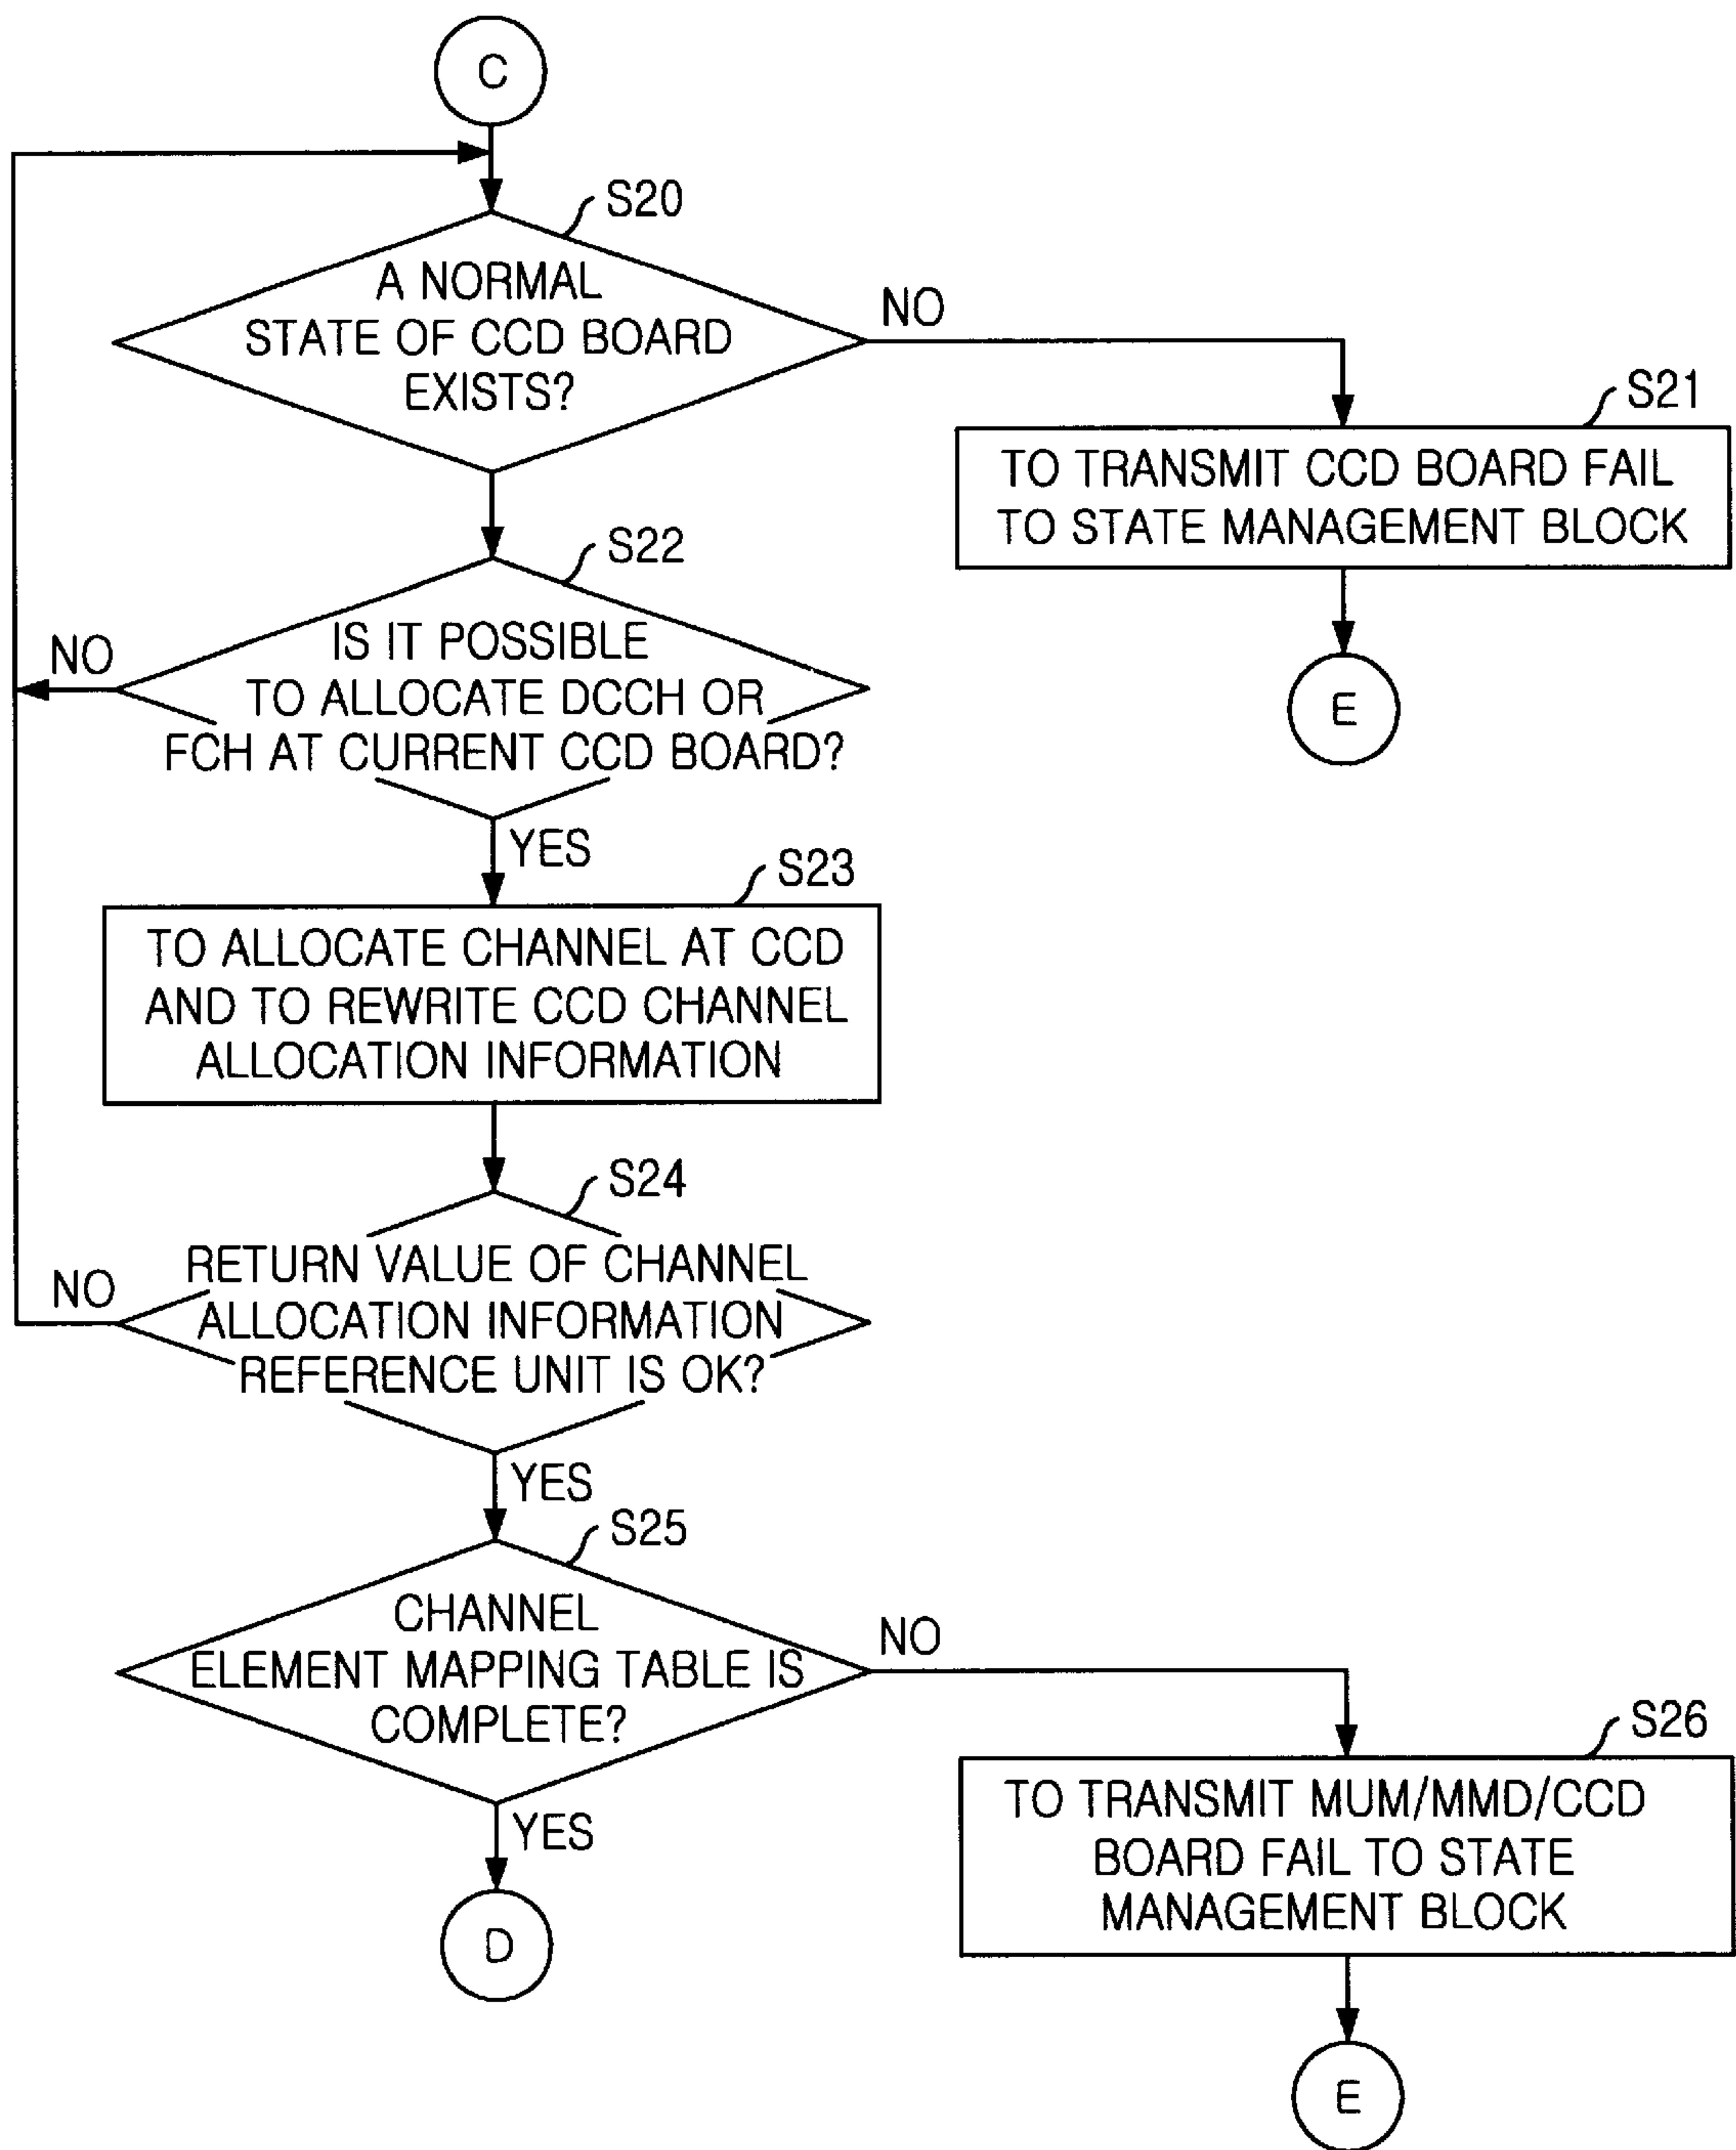 C
S20
A NORMAL
STATE OF CCD BOARD
EXISTS?
NO
S21
TO TRANSMIT CCD BOARD FAIL
TO STATE MANAGEMENT BLOCK
E
S22
IS IT POSSIBLE
TO ALLOCATE DCCH OR
FCH AT CURRENT CCD BOARD?
NO
YES
S23
TO ALLOCATE CHANNEL AT CCD
AND TO REWRITE CCD CHANNEL
ALLOCATION INFORMATION
S24
RETURN VALUE OF CHANNEL
ALLOCATION INFORMATION
REFERENCE UNIT IS OK?
NO
YES
S25
CHANNEL
ELEMENT MAPPING TABLE IS
COMPLETE?
NO
S26
TO TRANSMIT MUM/MMD/CCD
BOARD FAIL TO STATE
MANAGEMENT BLOCK
YES
D
E